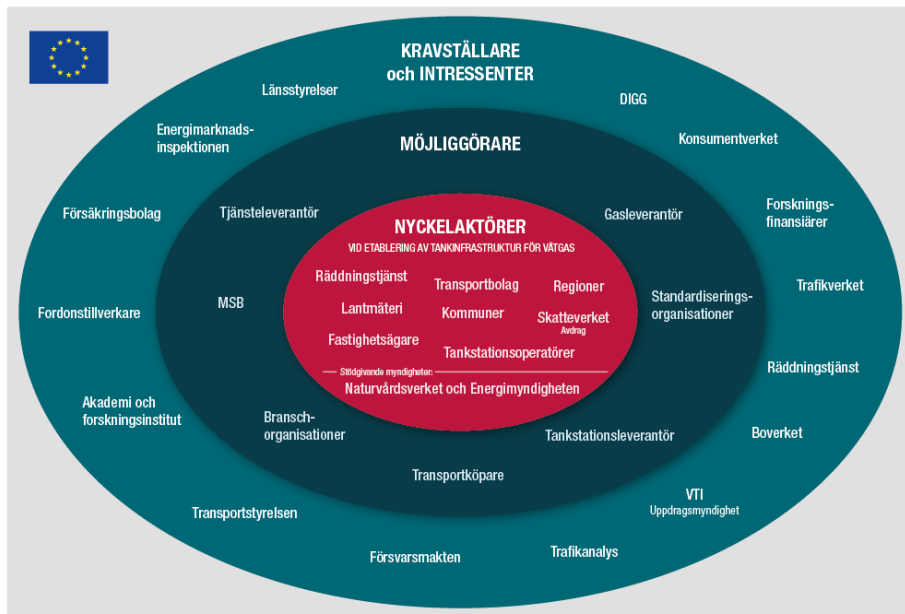 KRAVSTÄLLARE
och INTRESSENTER
Länsstyrelser
DIGG
Energimarknads-
inspektionen
Konsumentverket
Försäkringsbolag
Forsknings-
finansiärer
Fordonstillverkare
Trafikverket
Akademi och
forskningsinstitut
Räddningstjänst
Boverket
Transportstyrelsen
VTI
Uppdragsmyndighet
Försvarsmakten
Trafikanalys
MÖJLIGGÖRARE
Tjänsteleverantör
Gasleverantör
MSB
Standardiserings-
organisationer
Bransch-
organisationer
Tankstationsleverantör
Transportköpare
NYCKELAKTÖRER
VID ETABLERING AV TANKINFRASTRUKTUR FÖR VÄTGAS
Räddningstjänst
Transportbolag
Regioner
Lantmäteri
Kommuner
Skatteverket
Avdrag
Fastighetsägare
Tankstationsoperatörer
Stödgivande myndigheter:
Naturvårdsverket och Energimyndigheten